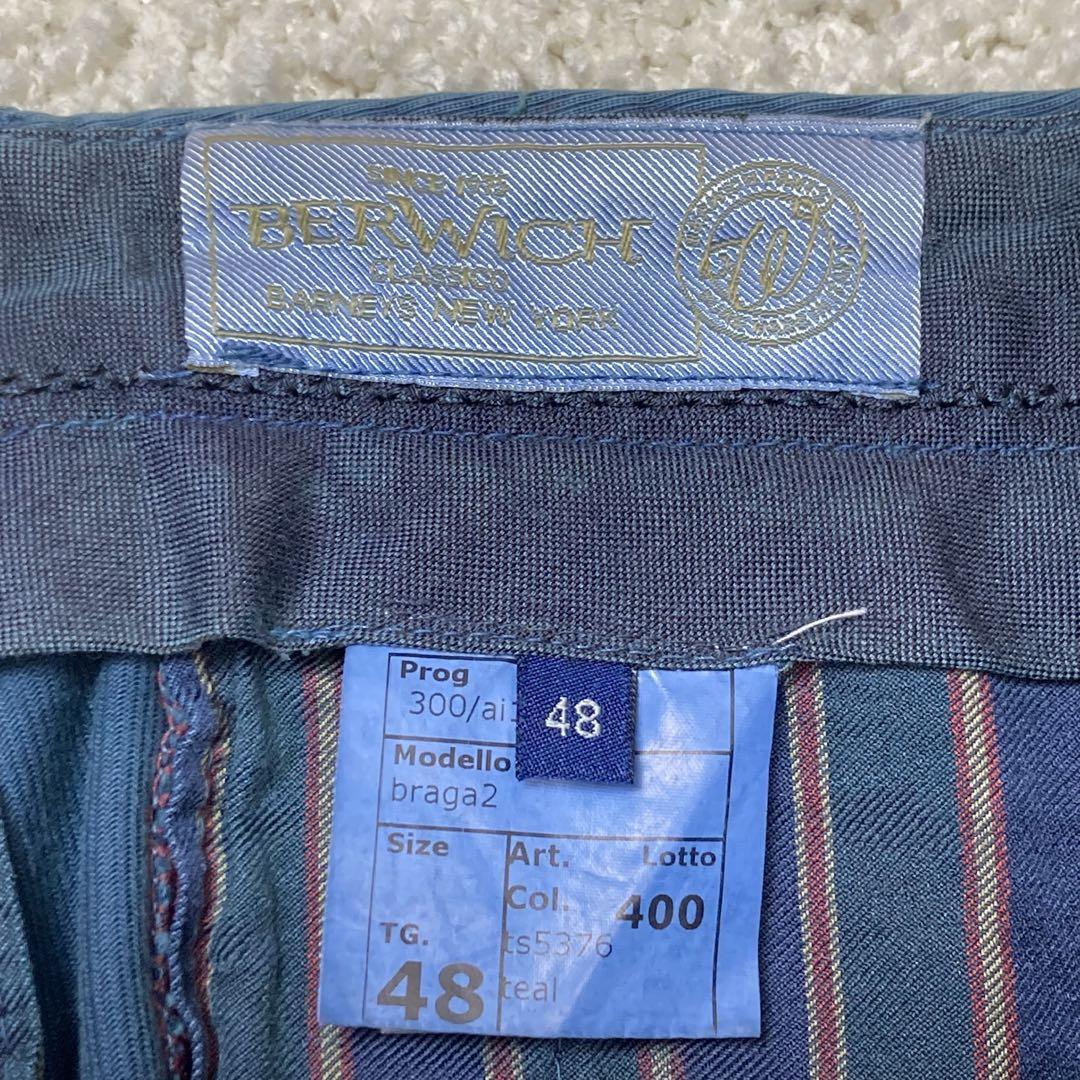 SINCE 1975
BERWICH
CLASSICO
BARNEYS NEW YORK
W
Prog
300/ai
48
Modello
braga2
Size
Art. Lotto
Col. 400
TG.
ts5376
48
teal